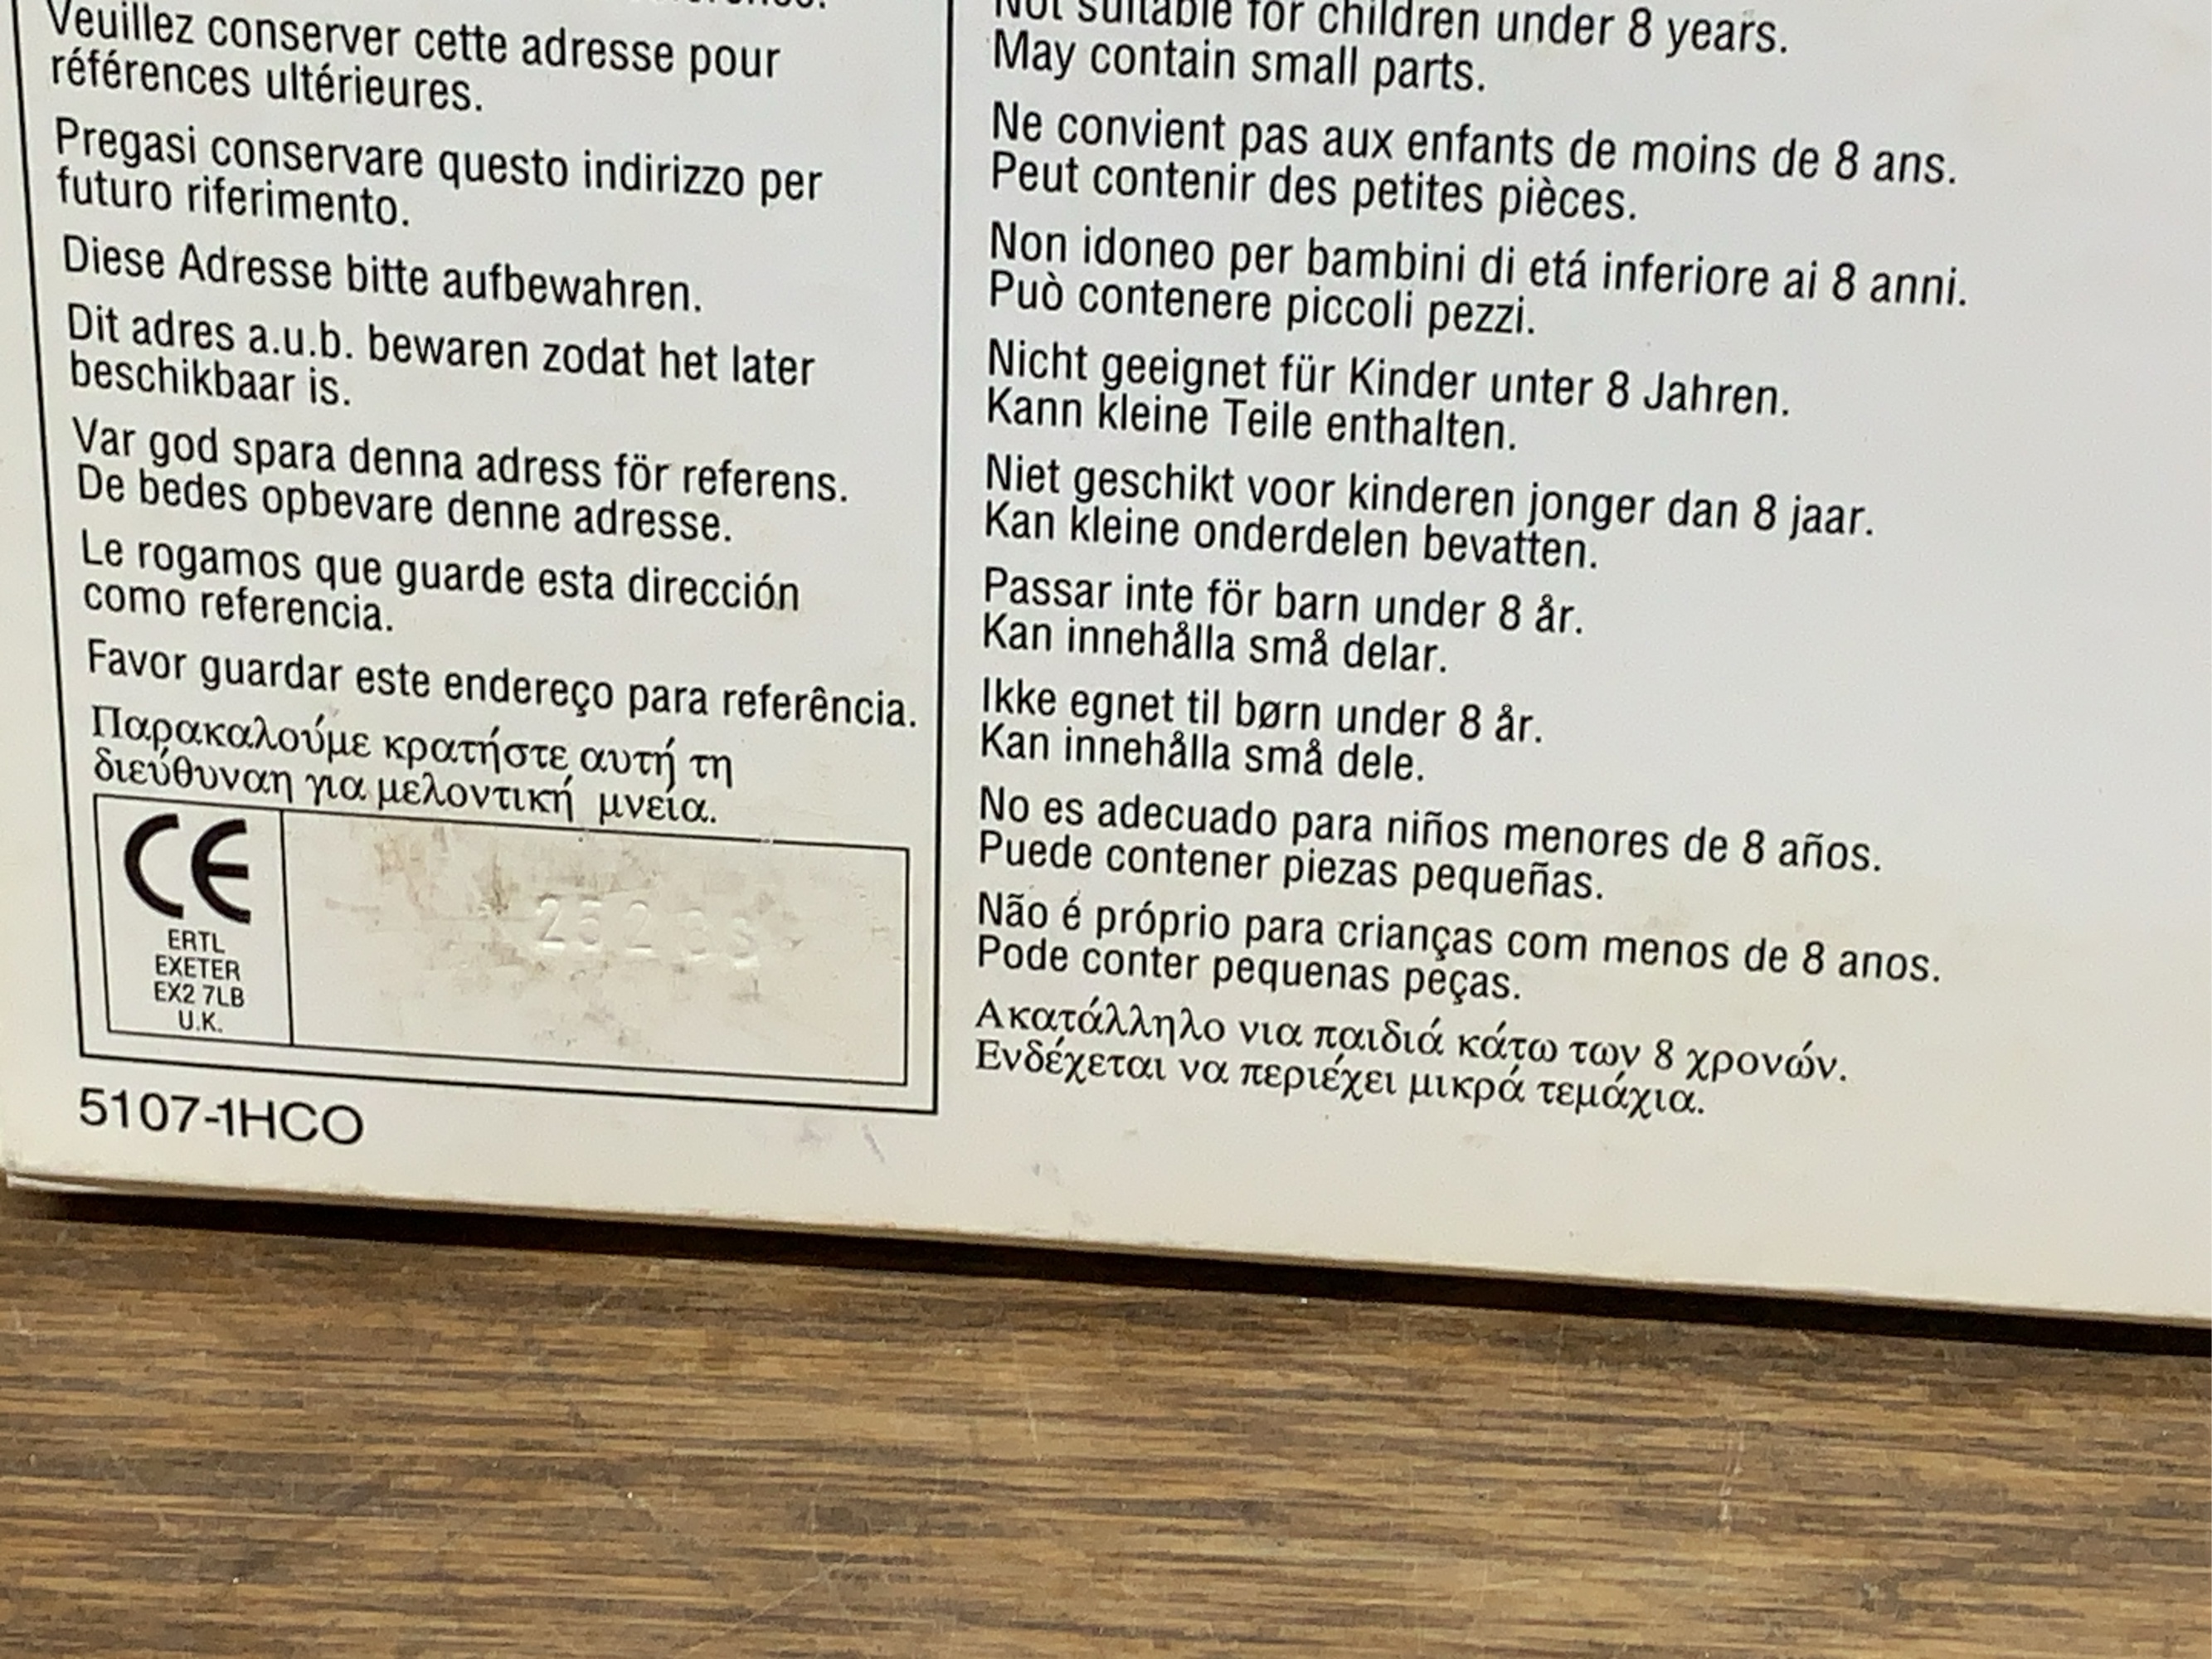 Veuillez conserver cette adresse pour
références ultérieures.
Pregasi conservare questo indirizzo per
futuro riferimento.
Diese Adresse bitte aufbewahren.
Dit adres a.u.b. bewaren zodat het later
beschikbaar is.
Var god spara denna adress för referens.
De bedes opbevare denne adresse.
Le rogamos que guarde esta dirección
como referencia.
Favor guardar este endereço para referência.
Παρακαλούμε κρατήστε αυτή τη
διεύθυναη για μελοντική μνεία.
CE
ERTL
EXETER
EX2 7LB
U.K.
5107-1HCO
Not suitable for children under 8 years.
May contain small parts.
Ne convient pas aux enfants de moins de 8 ans.
Peut contenir des petites pièces.
Non idoneo per bambini di etá inferiore ai 8 anni.
Può contenere piccoli pezzi.
Nicht geeignet für Kinder unter 8 Jahren.
Kann kleine Teile enthalten.
Niet geschikt voor kinderen jonger dan 8 jaar.
Kan kleine onderdelen bevatten.
Passar inte för barn under 8 år.
Kan innehålla små delar.
Ikke egnet til børn under 8 år.
Kan innehålla små dele.
No es adecuado para niños menores de 8 años.
Puede contener piezas pequeñas.
Não é próprio para crianças com menos de 8 anos.
Pode conter pequenas peças.
Ακατάλληλο νια παιδιά κάτω των 8 χρονών.
Ενδέχεται να περιέχει μικρά τεμάχια.